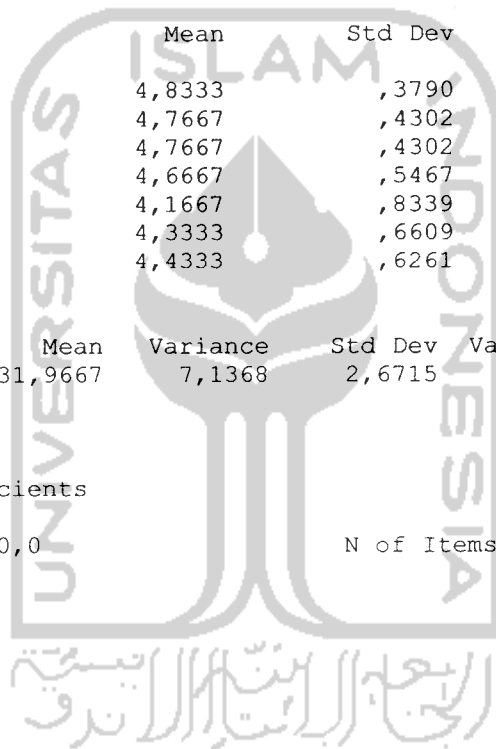 Mean Std Dev
4,8333 ,3790
4,7667 ,4302
4,7667 ,4302
4,6667 ,5467
4,1667 ,8339
4,3333 ,6609
4,4333 ,6261
Mean Variance Std Dev Va
31,9667 7,1368 2,6715
cients
0,0 N of Items
ISLAM
UNIVERSITAS
INDONESIA